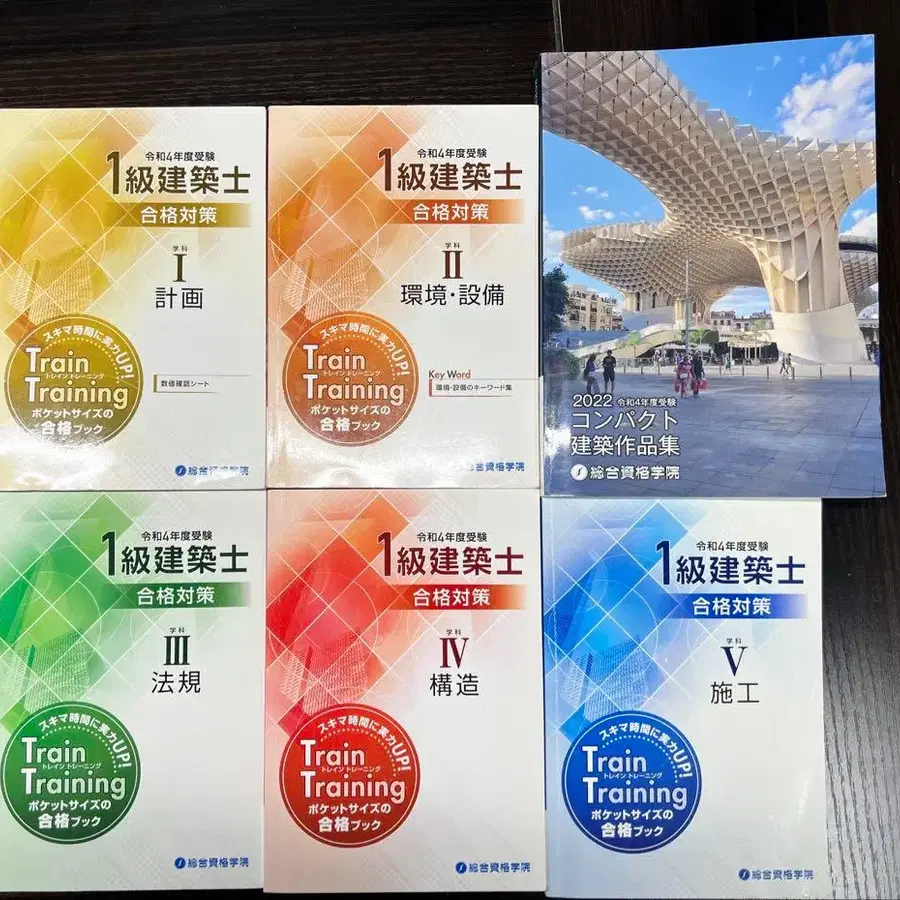 令和4年度受験
1級建築士
合格対策
学科
I
計画
スキマ時間に実力UP!
Train
トレイン トレーニング
Training
ポケットサイズの
合格ブック
数値確認シート
総合資格学院
令和4年度受験
1級建築士
合格対策
学科
II
環境・設備
スキマ時間に実力UP!
Train
トレイン トレーニング
Training
ポケットサイズの
合格ブック
Key Word
環境・設備のキーワード集
総合資格学院
2022 令和4年度受験
コンパクト
建築作品集
総合資格学院
令和4年度受験
1級建築士
合格対策
学科
III
法規
スキマ時間に実力UP!
Train
トレイン トレーニング
Training
ポケットサイズの
合格ブック
総合資格学院
令和4年度受験
1級建築士
合格対策
学科
IV
構造
スキマ時間に実力UP!
Train
トレイン トレーニング
Training
ポケットサイズの
合格ブック
総合資格学院
令和4年度受験
1級建築士
合格対策
学科
V
施工
スキマ時間に実力UP!
Train
トレイン トレーニング
Training
ポケットサイズの
合格ブック
総合資格学院